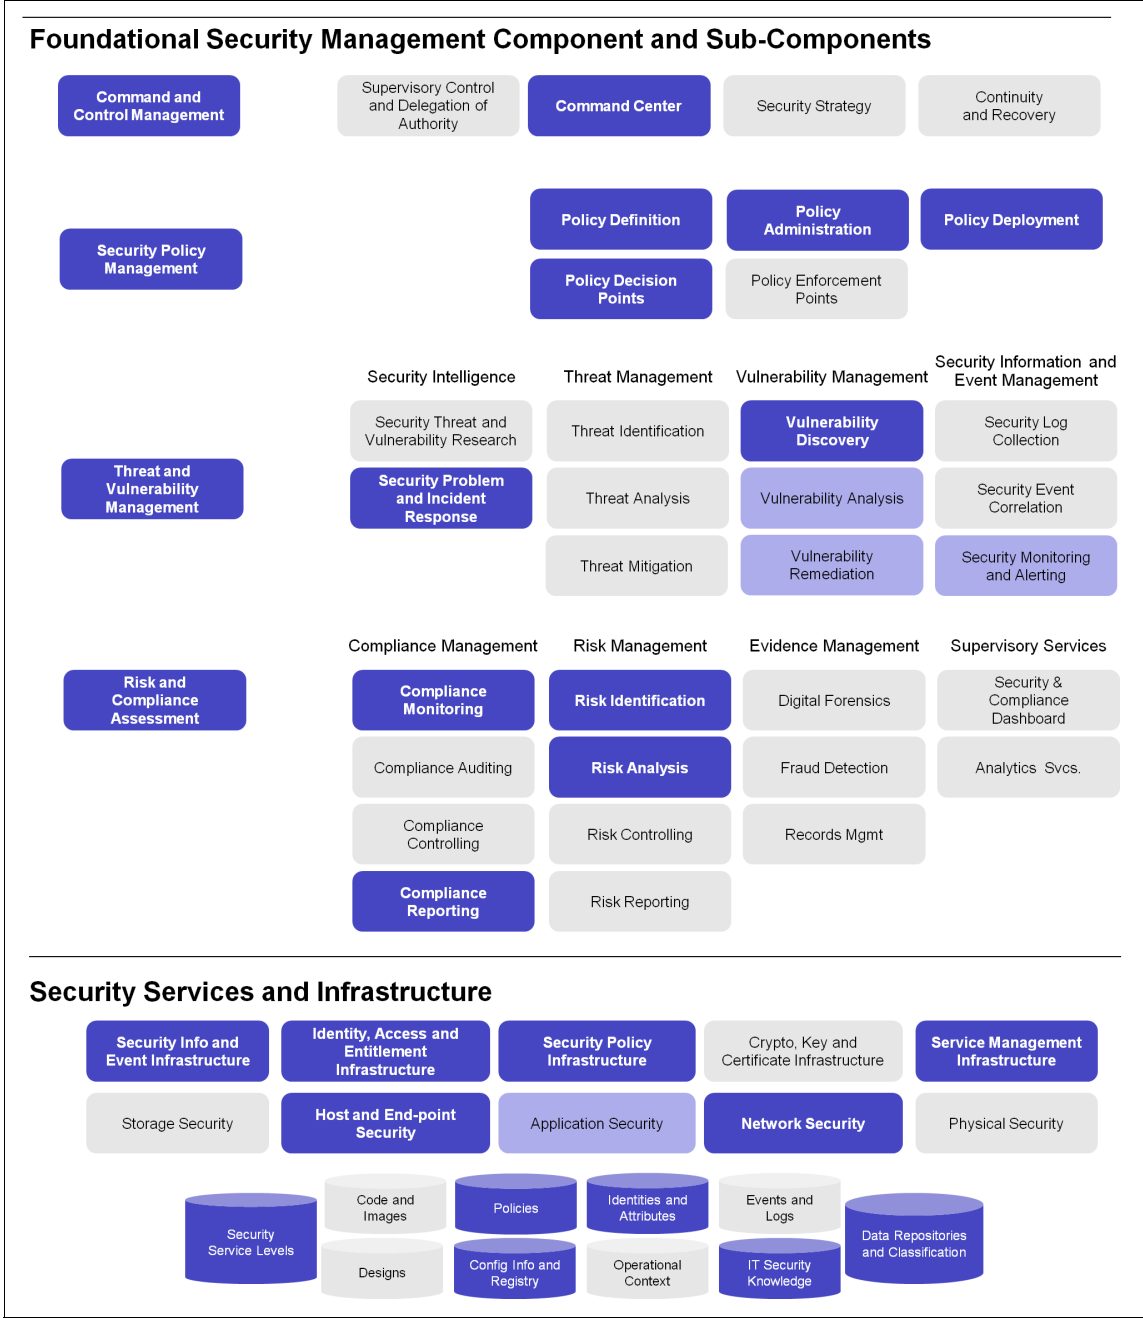 Foundational Security Management Component and Sub-Components
Command and
Control Management
Supervisory Control
and Delegation of
Authority
Command Center
Security Strategy
Continuity
and Recovery
Security Policy
Management
Policy Definition
Policy
Administration
Policy Deployment
Policy Decision
Points
Policy Enforcement
Points
Threat and
Vulnerability
Management
Security Intelligence
Threat Management
Vulnerability Management
Security Information and
Event Management
Security Threat and
Vulnerability Research
Threat Identification
Vulnerability
Discovery
Security Log
Collection
Security Problem
and Incident
Response
Threat Analysis
Vulnerability Analysis
Security Event
Correlation
Threat Mitigation
Vulnerability
Remediation
Security Monitoring
and Alerting
Risk and
Compliance
Assessment
Compliance Management
Risk Management
Evidence Management
Supervisory Services
Compliance
Monitoring
Risk Identification
Digital Forensics
Security &
Compliance
Dashboard
Compliance Auditing
Risk Analysis
Fraud Detection
Analytics Svcs.
Compliance
Controlling
Risk Controlling
Records Mgmt
Compliance
Reporting
Risk Reporting
Security Services and Infrastructure
Security Info and
Event Infrastructure
Identity, Access and
Entitlement
Infrastructure
Security Policy
Infrastructure
Crypto, Key and
Certificate Infrastructure
Service Management
Infrastructure
Storage Security
Host and End-point
Security
Application Security
Network Security
Physical Security
Security
Service Levels
Code and
Images
Policies
Identities and
Attributes
Events and
Logs
Data Repositories
and Classification
Designs
Config Info and
Registry
Operational
Context
IT Security
Knowledge